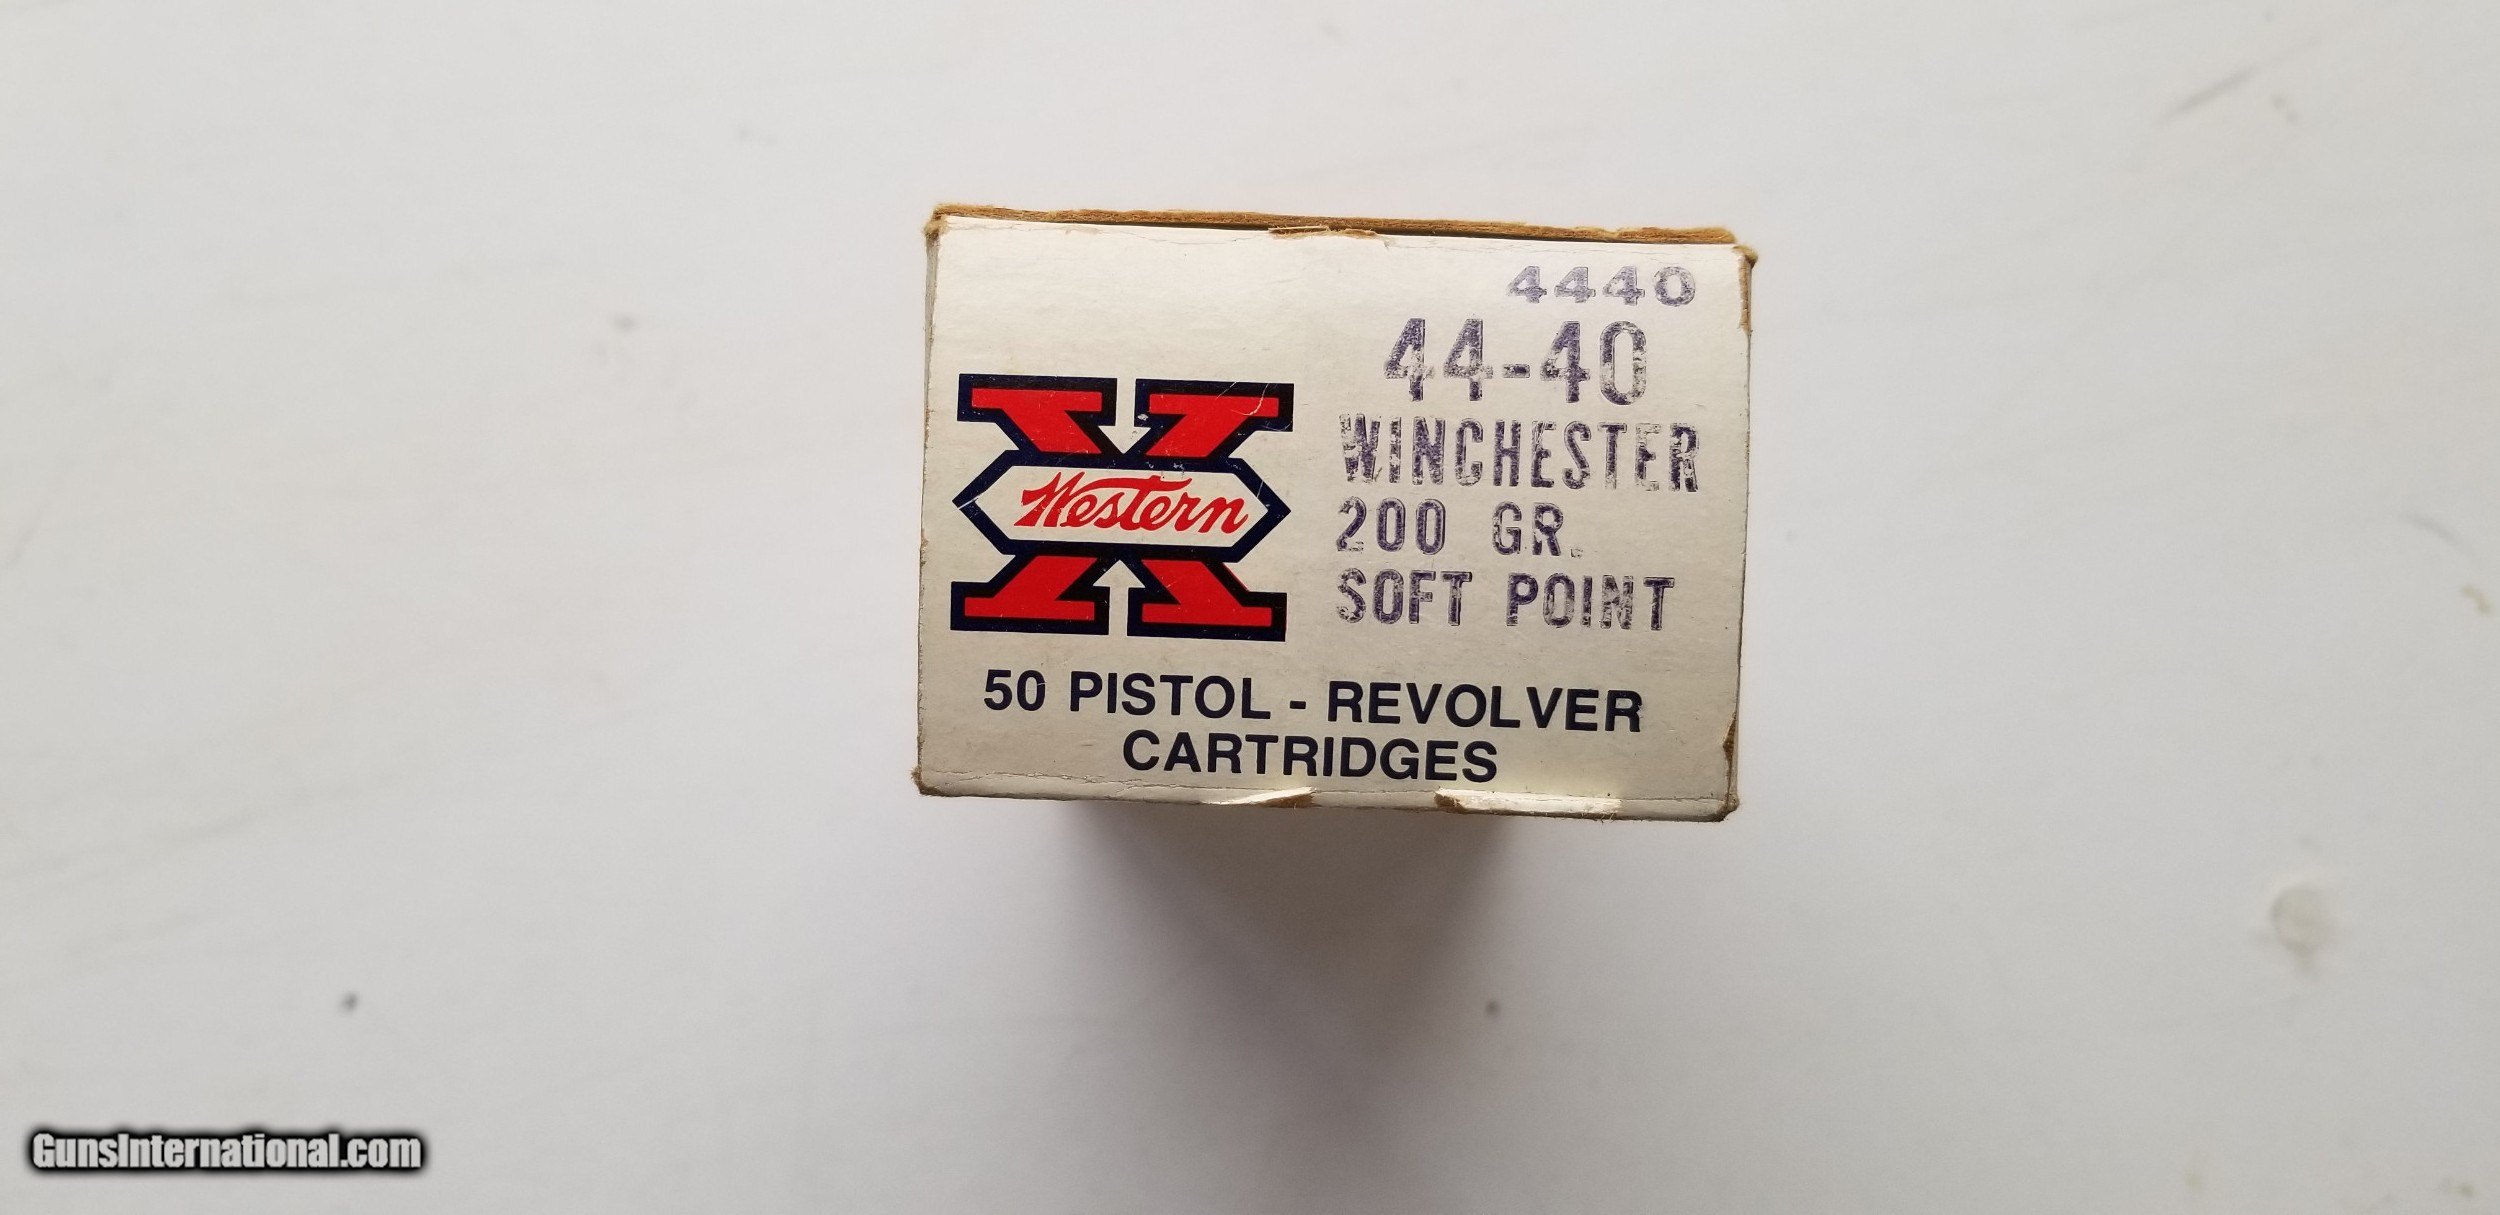 4440
44-40
WINCHESTER
200 GR.
SOFT POINT
X
Western
50 PISTOL - REVOLVER
CARTRIDGES
GunsInternational.com